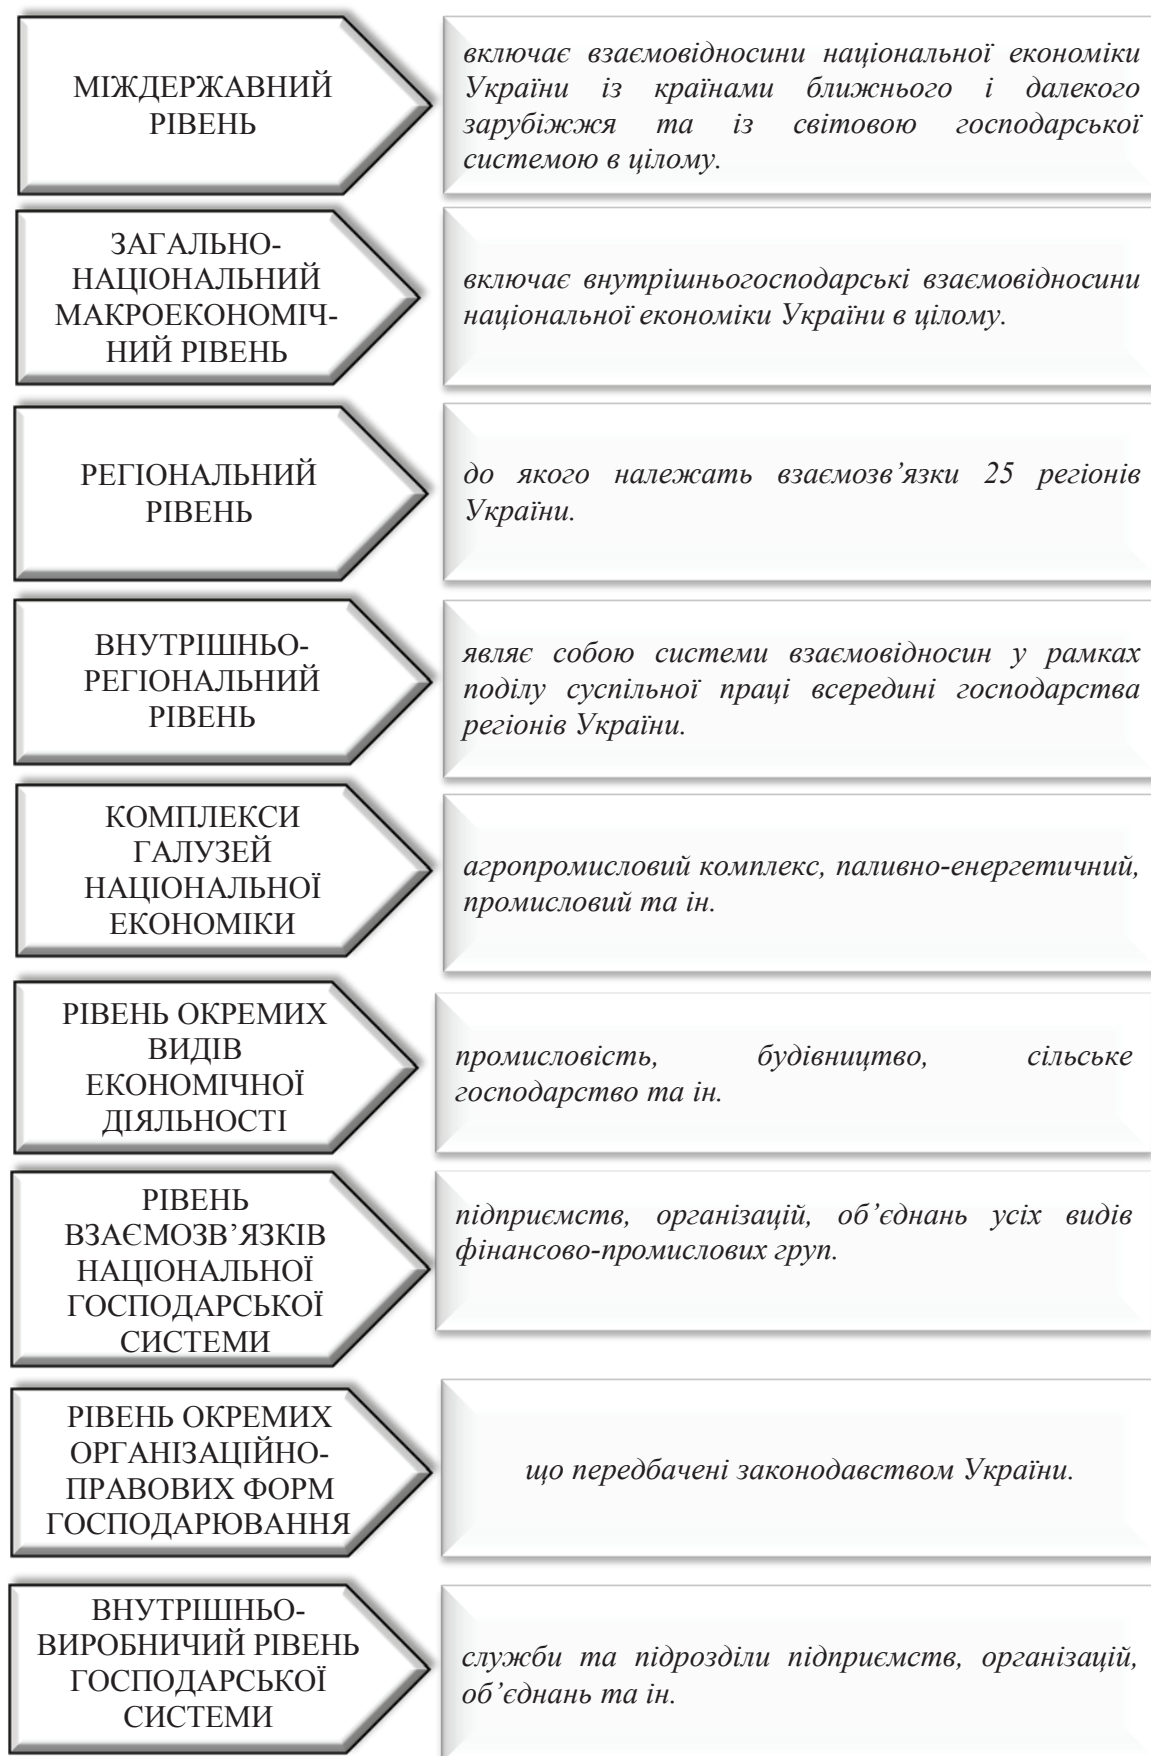 МІЖДЕРЖАВНИЙ
РІВЕНЬ
включає взаємовідносини національної економіки
України із країнами ближнього і далекого
зарубіжжя та із світовою господарської
системою в цілому.
ЗАГАЛЬНО-
НАЦІОНАЛЬНИЙ
МАКРОЕКОНОМІЧ-
НИЙ РІВЕНЬ
включає внутрішньогосподарські взаємовідносини
національної економіки України в цілому.
РЕГІОНАЛЬНИЙ
РІВЕНЬ
до якого належать взаємозв’язки 25 регіонів
України.
ВНУТРІШНЬО-
РЕГІОНАЛЬНИЙ
РІВЕНЬ
являє собою системи взаємовідносин у рамках
поділу суспільної праці всередині господарства
регіонів України.
КОМПЛЕКСИ
ГАЛУЗЕЙ
НАЦІОНАЛЬНОЇ
ЕКОНОМІКИ
агропромисловий комплекс, паливно-енергетичний,
промисловий та ін.
РІВЕНЬ ОКРЕМИХ
ВИДІВ
ЕКОНОМІЧНОЇ
ДІЯЛЬНОСТІ
промисловість, будівництво, сільське
господарство та ін.
РІВЕНЬ
ВЗАЄМОЗВ’ЯЗКІВ
НАЦІОНАЛЬНОЇ
ГОСПОДАРСЬКОЇ
СИСТЕМИ
підприємств, організацій, об’єднань усіх видів
фінансово-промислових груп.
РІВЕНЬ ОКРЕМИХ
ОРГАНІЗАЦІЙНО-
ПРАВОВИХ ФОРМ
ГОСПОДАРЮВАННЯ
що передбачені законодавством України.
ВНУТРІШНЬО-
ВИРОБНИЧИЙ РІВЕНЬ
ГОСПОДАРСЬКОЇ
СИСТЕМИ
служби та підрозділи підприємств, організацій,
об’єднань та ін.